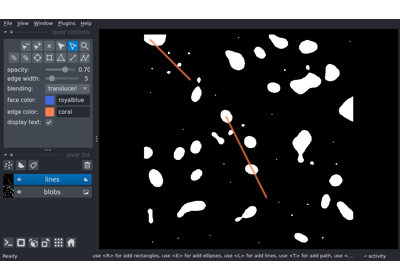 File View Window Plugins Help
layer controls
opacity: 0.70
edge width: 5
blending: translucen
face color: royalblue
edge color: coral
display text:
layer list
lines
blobs
Ready
use <R> for add rectangles, use <E> for add ellipses, use <L> for add lines, use <T> for add path, use <...
activity